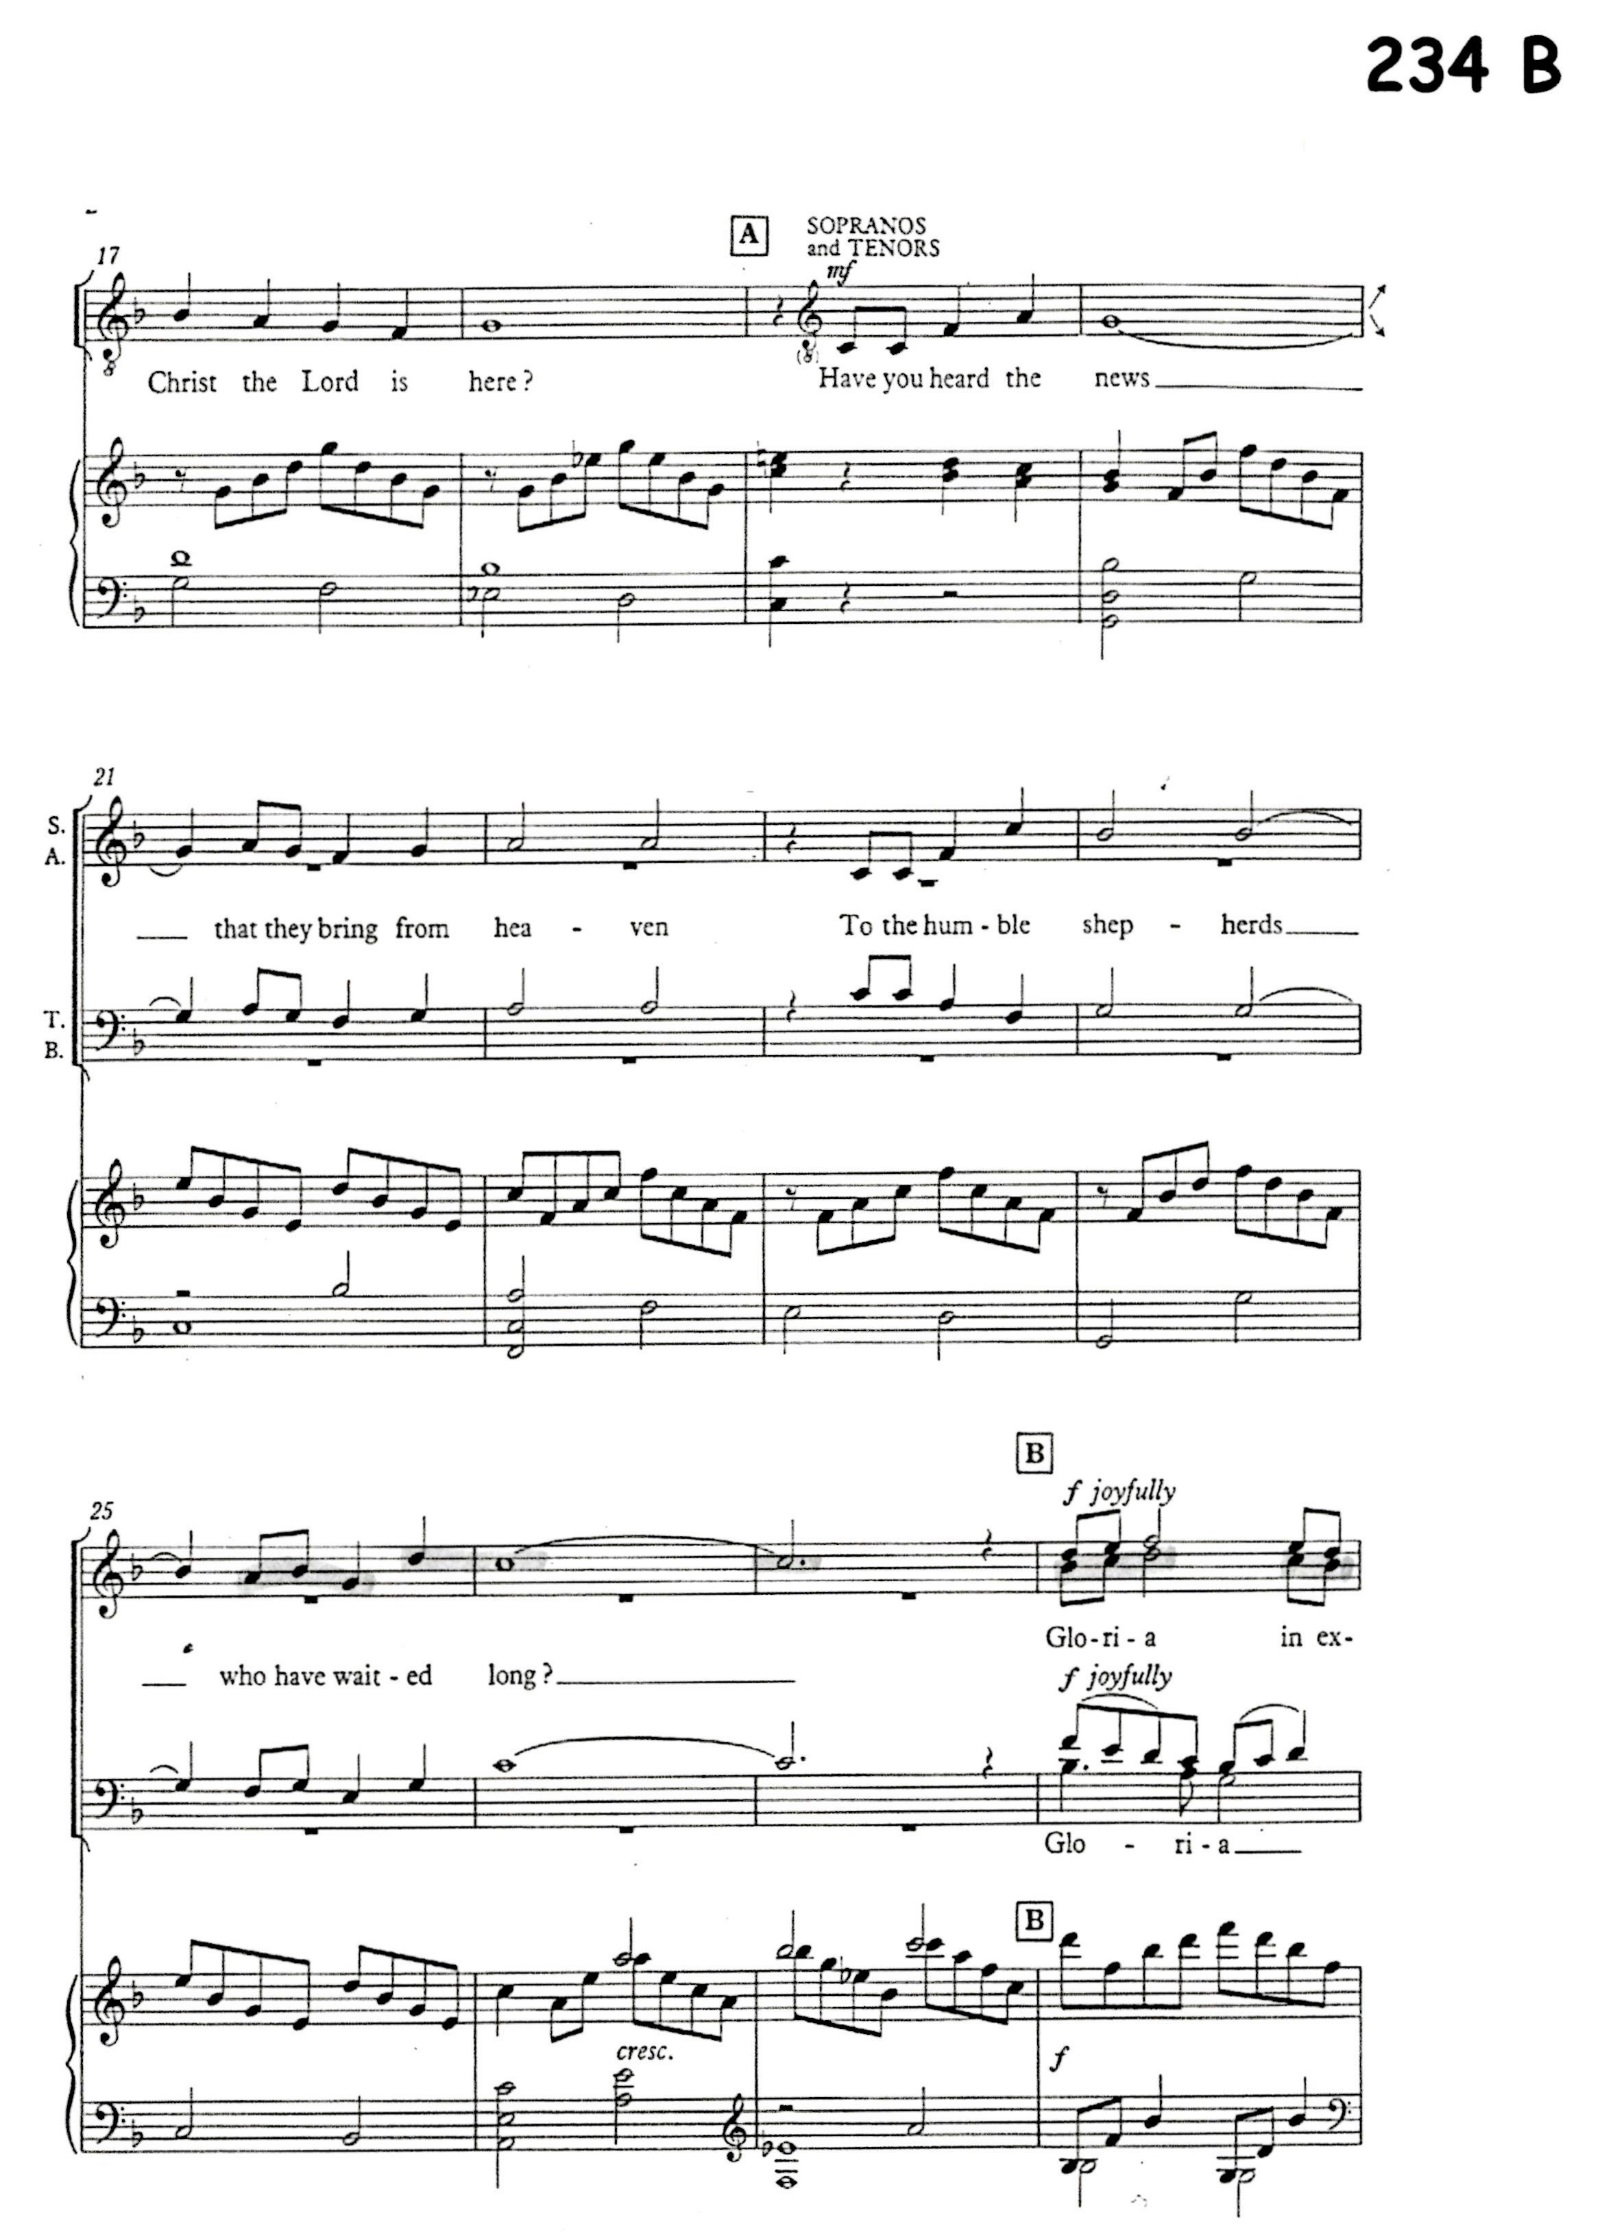 234 B
A
SOPRANOS
and TENORS
17
mf
8
(8)
Christ the Lord is here? Have you heard the news
21
S.
A.
that they bring from hea - ven To the hum - ble shep - herds
T.
B.
B
25
f joyfully
Glo - ri - a in ex-
who have wait - ed long?
f joyfully
Glo - ri - a
B
cresc.
f